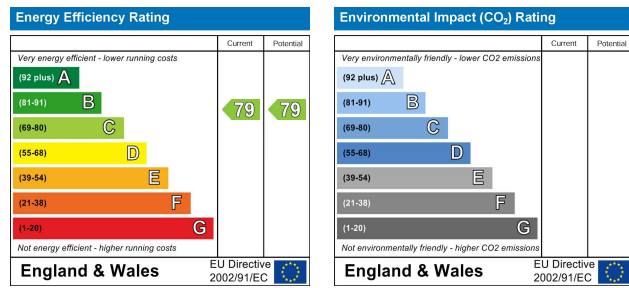 Energy Efficiency Rating
Current Potential
Very energy efficient - lower running costs
(92 plus) A
(81-91) B
(69-80) C
(55-68) D
(39-54) E
(21-38) F
(1-20) G
79 79
Not energy efficient - higher running costs
England & Wales
EU Directive
2002/91/EC
Environmental Impact (CO₂) Rating
Current Potential
Very environmentally friendly - lower CO2 emissions
(92 plus) A
(81-91) B
(69-80) C
(55-68) D
(39-54) E
(21-38) F
(1-20) G
Not environmentally friendly - higher CO2 emissions
England & Wales
EU Directive
2002/91/EC